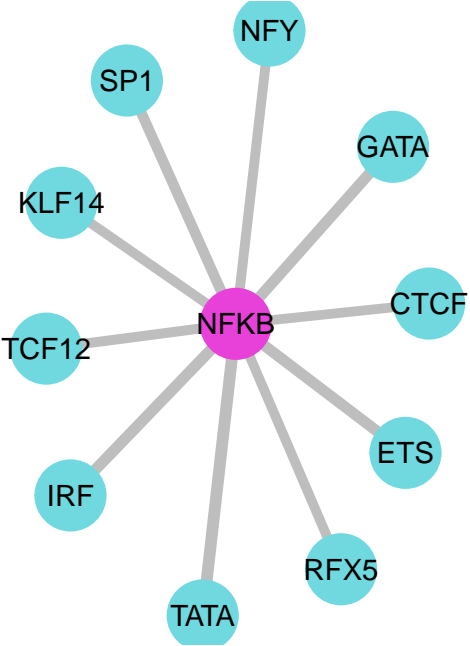 NFY
SP1
GATA
KLF14
CTCF
NFKB
TCF12
ETS
IRF
RFX5
TATA